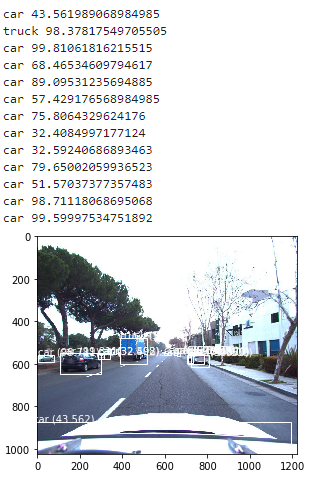 car 43.561989068984985
truck 98.37817549705505
car 99.81061816215515
car 68.46534609794617
car 89.09531235694885
car 57.429176568984985
car 75.8064329624176
car 32.4084997177124
car 32.59240686893463
car 79.65002059936523
car 51.57037377357483
car 98.71118068695068
car 99.59997534751892
0
200
400
600
800
1000
car (43.562)
0 200 400 600 800 1000 1200